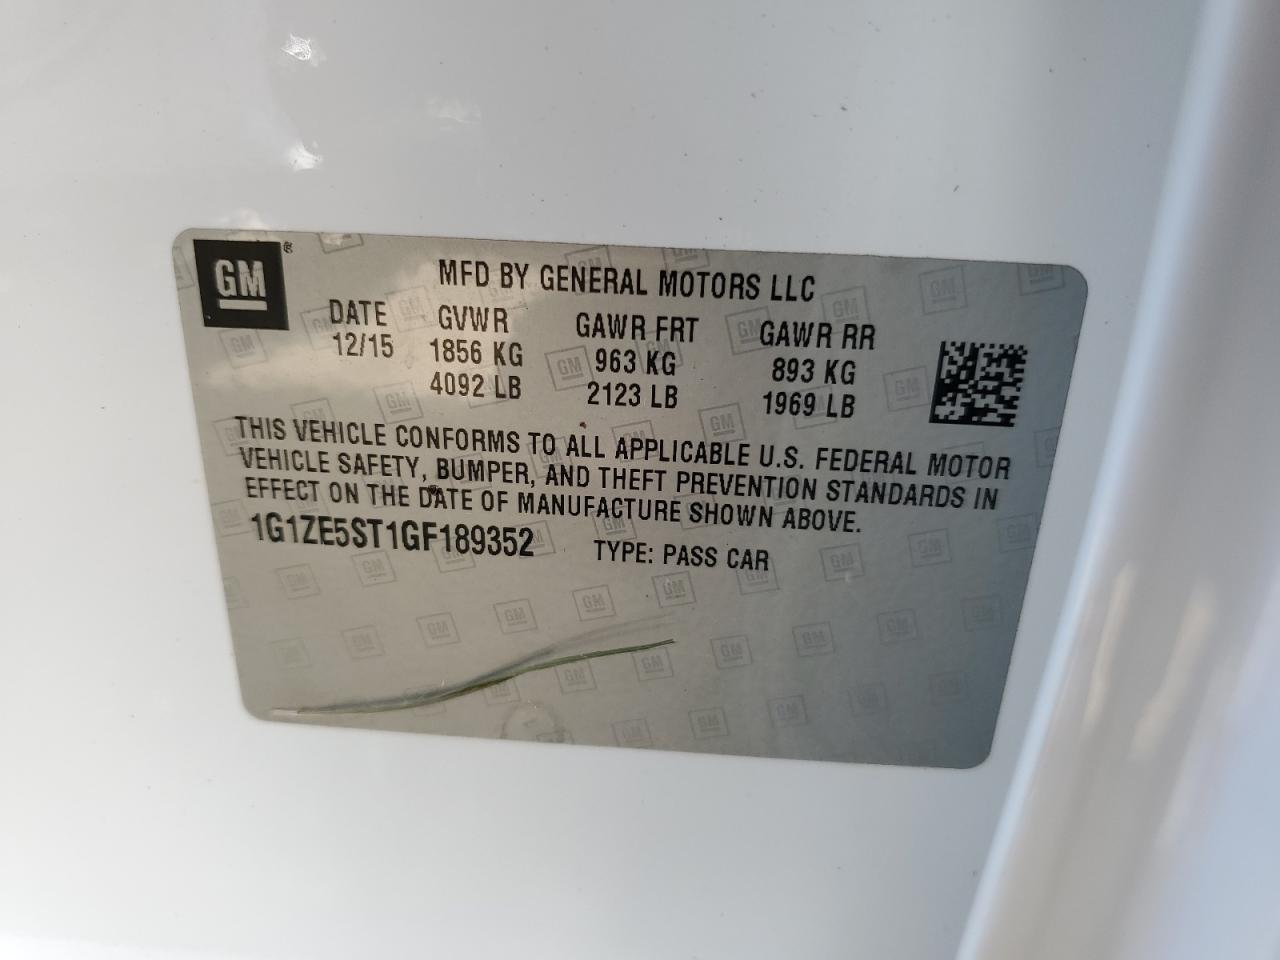 GM
MFD BY GENERAL MOTORS LLC
DATE GVWR GAWR FRT GAWR RR
12/15 1856 KG 963 KG 893 KG
4092 LB 2123 LB 1969 LB
THIS VEHICLE CONFORMS TO ALL APPLICABLE U.S. FEDERAL MOTOR
VEHICLE SAFETY, BUMPER, AND THEFT PREVENTION STANDARDS IN
EFFECT ON THE DATE OF MANUFACTURE SHOWN ABOVE.
1G1ZE5ST1GF189352 TYPE: PASS CAR